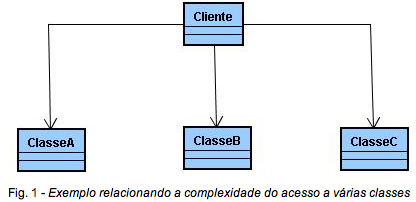 Cliente
ClasseA
ClasseB
ClasseC
Fig. 1 - Exemplo relacionando a complexidade do acesso a várias classes